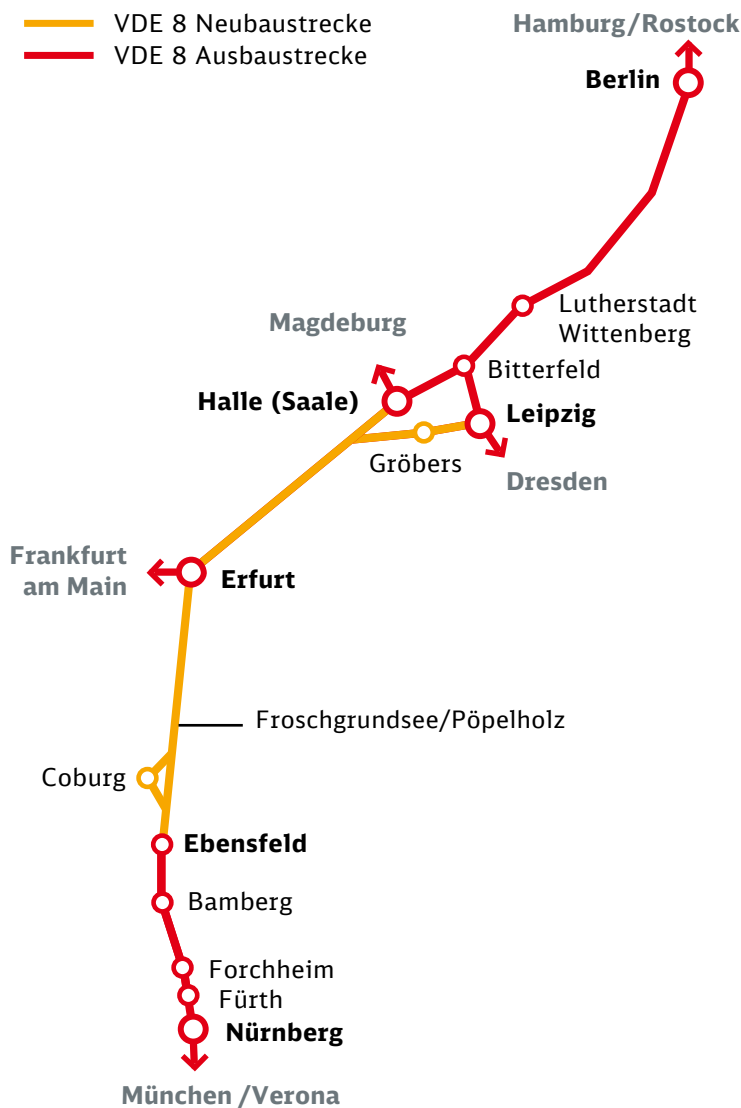 VDE 8 Neubaustrecke
VDE 8 Ausbaustrecke
Hamburg/Rostock
Berlin
Lutherstadt
Wittenberg
Magdeburg
Bitterfeld
Halle (Saale)
Leipzig
Gröbers
Dresden
Frankfurt
am Main
Erfurt
Froschgrundsee/Pöpelholz
Coburg
Ebensfeld
Bamberg
Forchheim
Fürth
Nürnberg
München /Verona